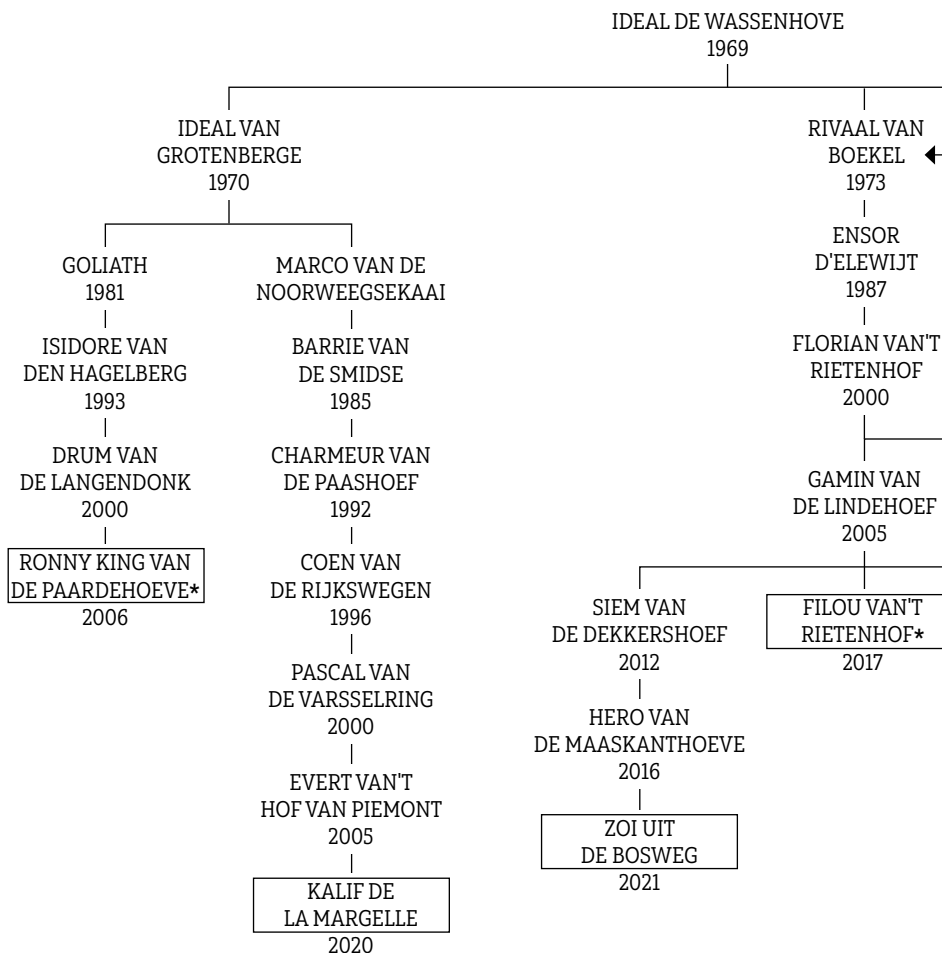 IDEAL DE WASSENHOVE
1969
IDEAL VAN
GROTENBERGE
1970
GOLIATH
1981
ISIDORE VAN
DEN HAGELBERG
1993
DRUM VAN
DE LANGENDONK
2000
RONNY KING VAN
DE PAARDEHOEVE*
2006
MARCO VAN DE
NOORWEEGSEKAAI
BARRIE VAN
DE SMIDSE
1985
CHARMEUR VAN
DE PAASHOEF
1992
COEN VAN
DE RIJKSWEGEN
1996
PASCAL VAN
DE VARSSELRING
2000
EVERT VAN'T
HOF VAN PIEMONT
2005
KALIF DE
LA MARGELLE
2020
RIVAAL VAN
BOEKEL
1973
ENSOR
D'ELEWIJT
1987
FLORIAN VAN'T
RIETENHOF
2000
GAMIN VAN
DE LINDEHOEF
2005
SIEM VAN
DE DEKKERSHOEF
2012
HERO VAN
DE MAASKANTHOEVE
2016
ZOI UIT
DE BOSWEG
2021
FILOU VAN'T
RIETENHOF*
2017